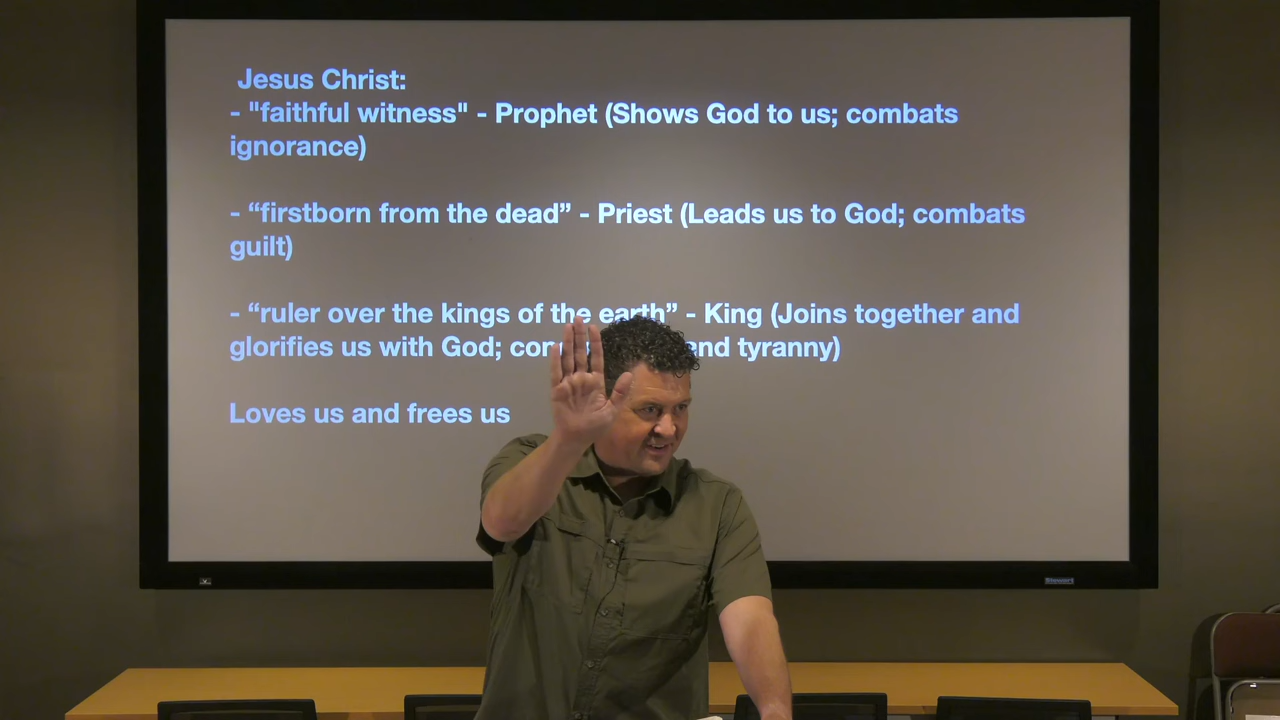 Jesus Christ:
- "faithful witness" - Prophet (Shows God to us; combats
ignorance)
- “firstborn from the dead” - Priest (Leads us to God; combats
guilt)
- “ruler over the kings of the earth” - King (Joins together and
glorifies us with God; and tyranny)
Loves us and frees us
Stewart